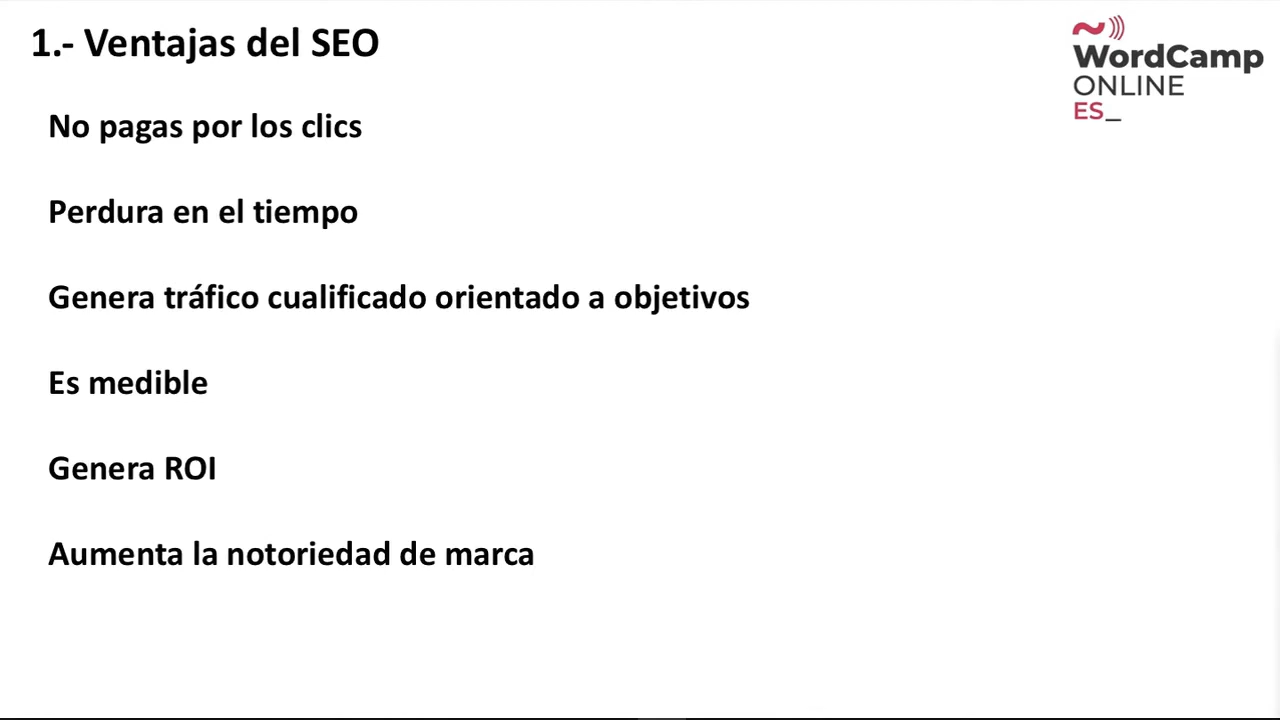 1.- Ventajas del SEO
WordCamp
ONLINE
ES_
No pagas por los clics
Perdura en el tiempo
Genera tráfico cualificado orientado a objetivos
Es medible
Genera ROI
Aumenta la notoriedad de marca